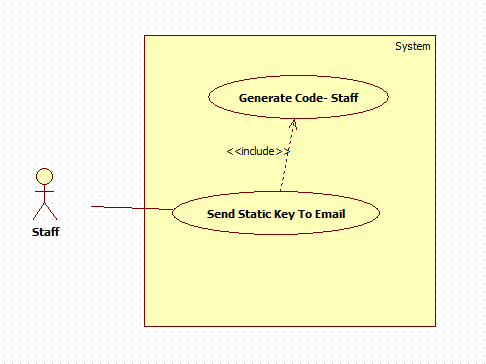 System
Generate Code- Staff
<<include>>
Send Static Key To Email
Staff